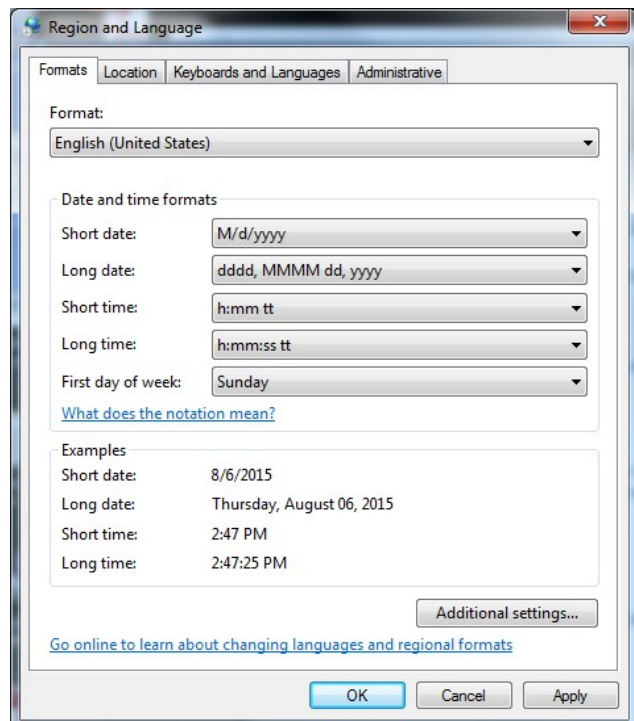 Region and Language
Formats Location Keyboards and Languages Administrative
Format:
English (United States)
Date and time formats
Short date: M/d/yyyy
Long date: dddd, MMMM dd, yyyy
Short time: h:mm tt
Long time: h:mm:ss tt
First day of week: Sunday
What does the notation mean?
Examples
Short date: 8/6/2015
Long date: Thursday, August 06, 2015
Short time: 2:47 PM
Long time: 2:47:25 PM
Additional settings...
Go online to learn about changing languages and regional formats
OK Cancel Apply